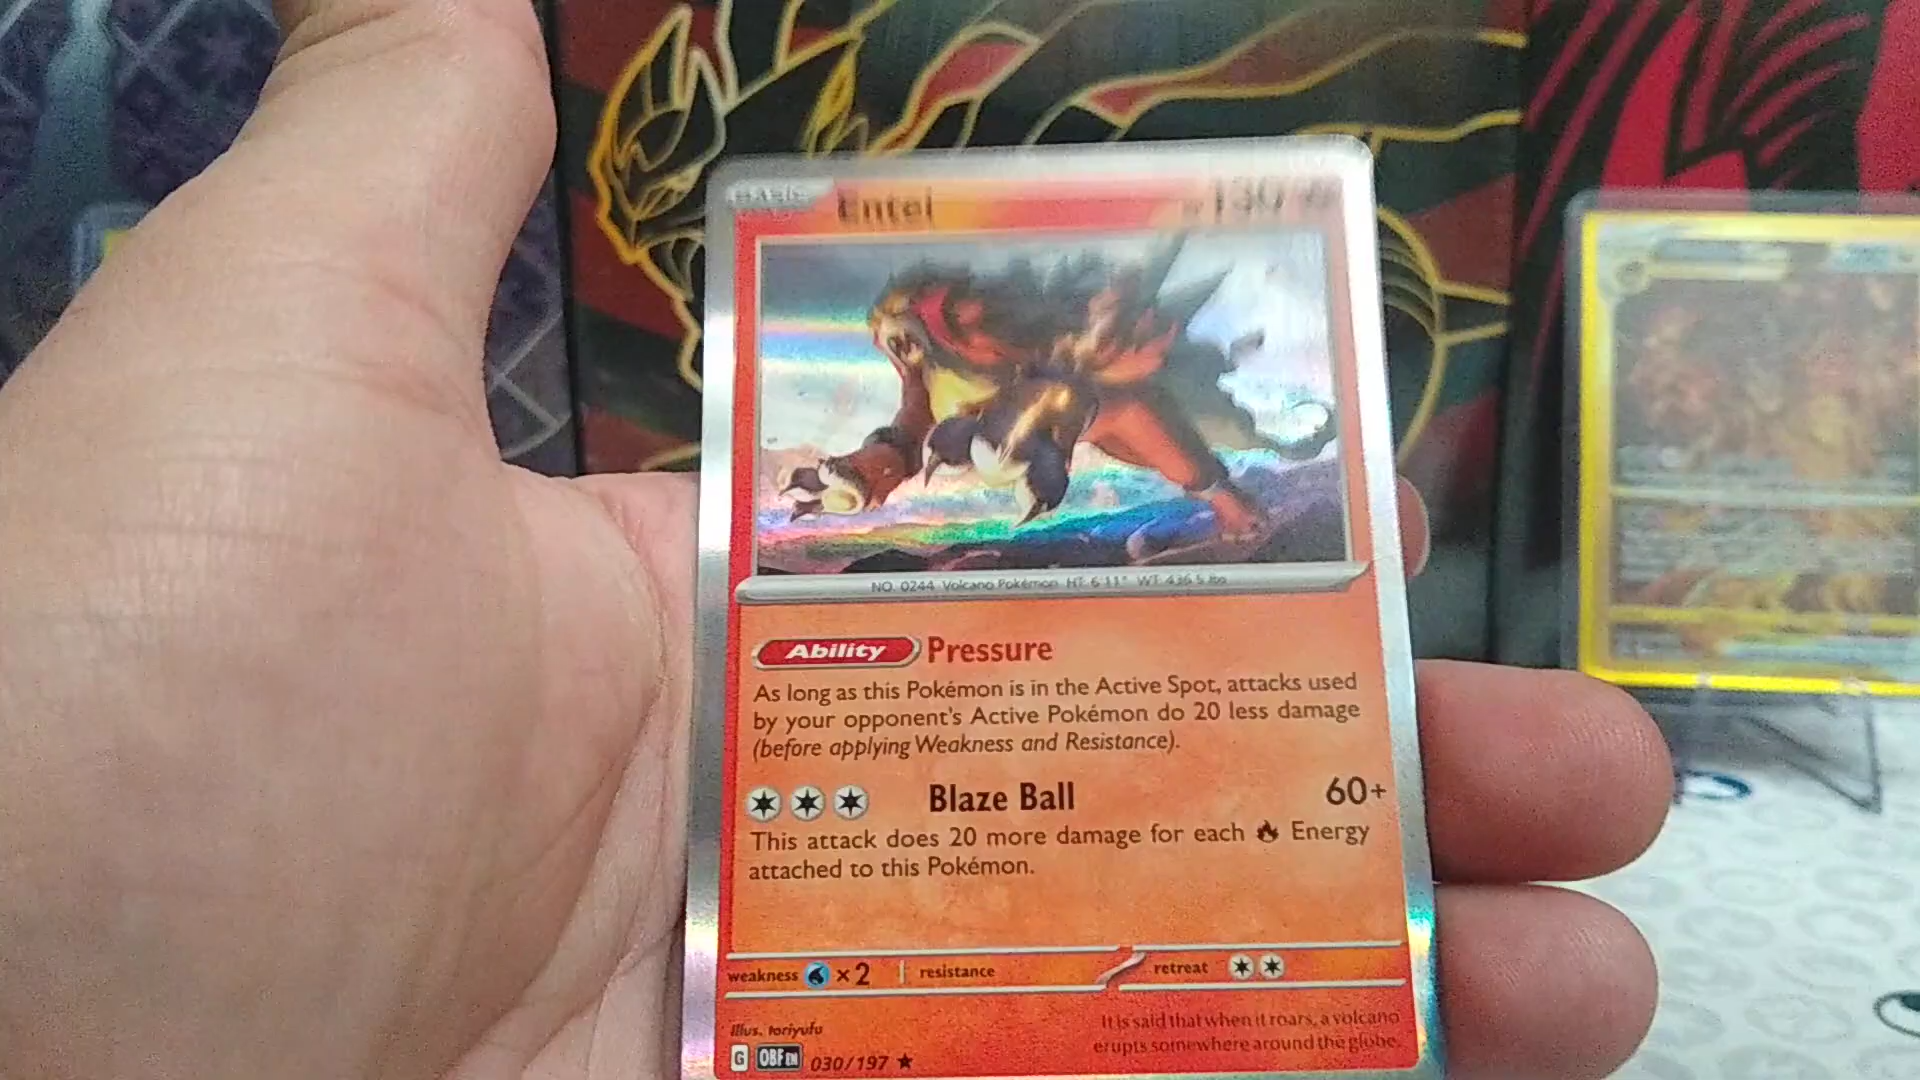 BASIC Entei 130
NO. 0244 Volcano Pokémon HT: 6'11" WT: 436.5 lbs
Ability Pressure
As long as this Pokémon is in the Active Spot, attacks used
by your opponent's Active Pokémon do 20 less damage
(before applying Weakness and Resistance).
Blaze Ball 60+
This attack does 20 more damage for each Energy
attached to this Pokémon.
weakness ×2 resistance retreat
Illus. toriyufu
It is said that when it roars, a volcano
erupts somewhere around the globe.
G OBF EN 030/197